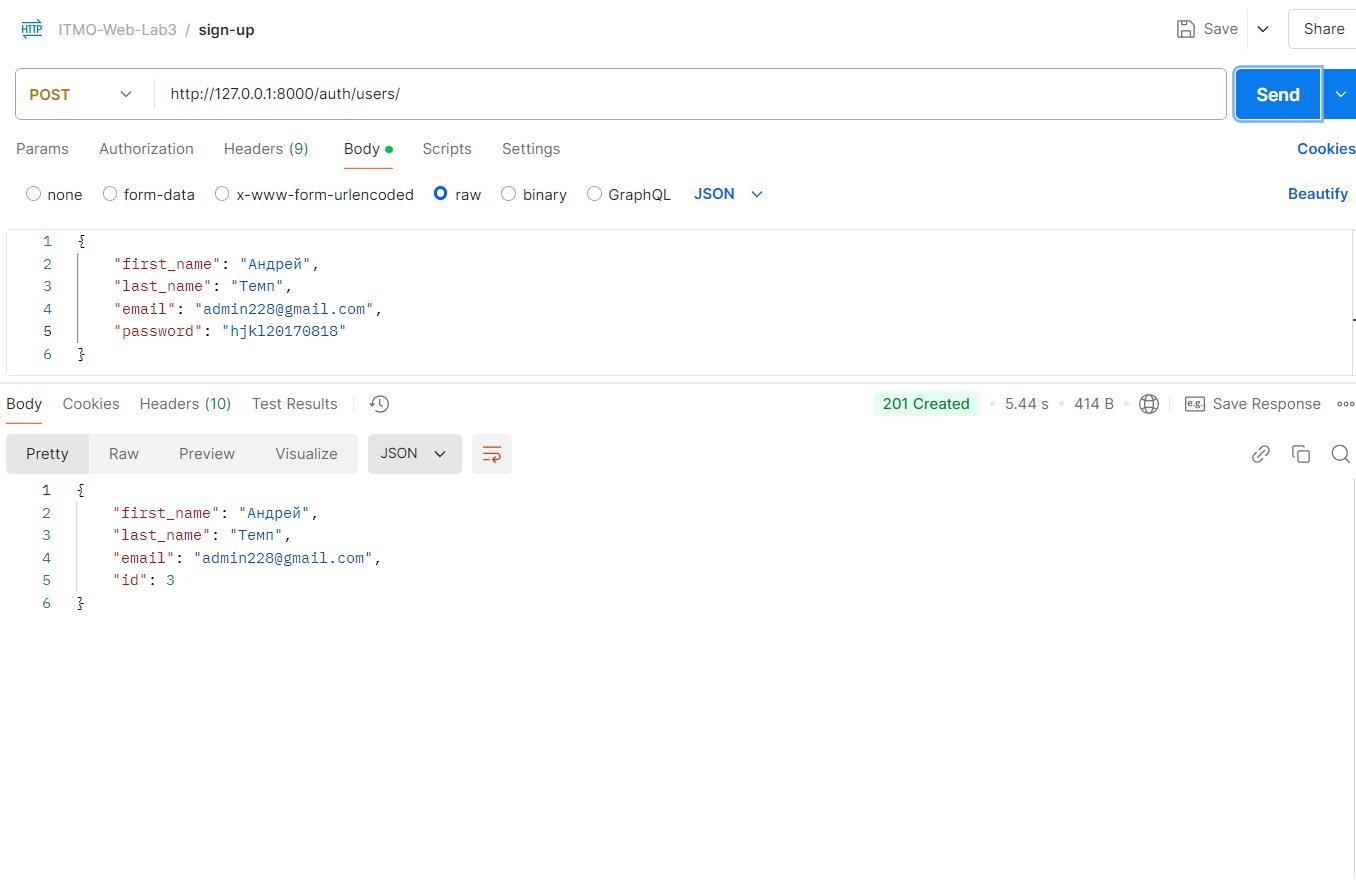 HTTP ITMO-Web-Lab3 / sign-up Save Share
POST http://127.0.0.1:8000/auth/users/ Send
Params Authorization Headers (9) Body Scripts Settings Cookies
none form-data x-www-form-urlencoded raw binary GraphQL JSON Beautify
1 {
2 "first_name": "Андрей",
3 "last_name": "Темп",
4 "email": "admin228@gmail.com",
5 "password": "hjkl20170818"
6 }
Body Cookies Headers (10) Test Results 201 Created • 5.44 s • 414 B • e.g. Save Response
Pretty Raw Preview Visualize JSON
1 {
2 "first_name": "Андрей",
3 "last_name": "Темп",
4 "email": "admin228@gmail.com",
5 "id": 3
6 }